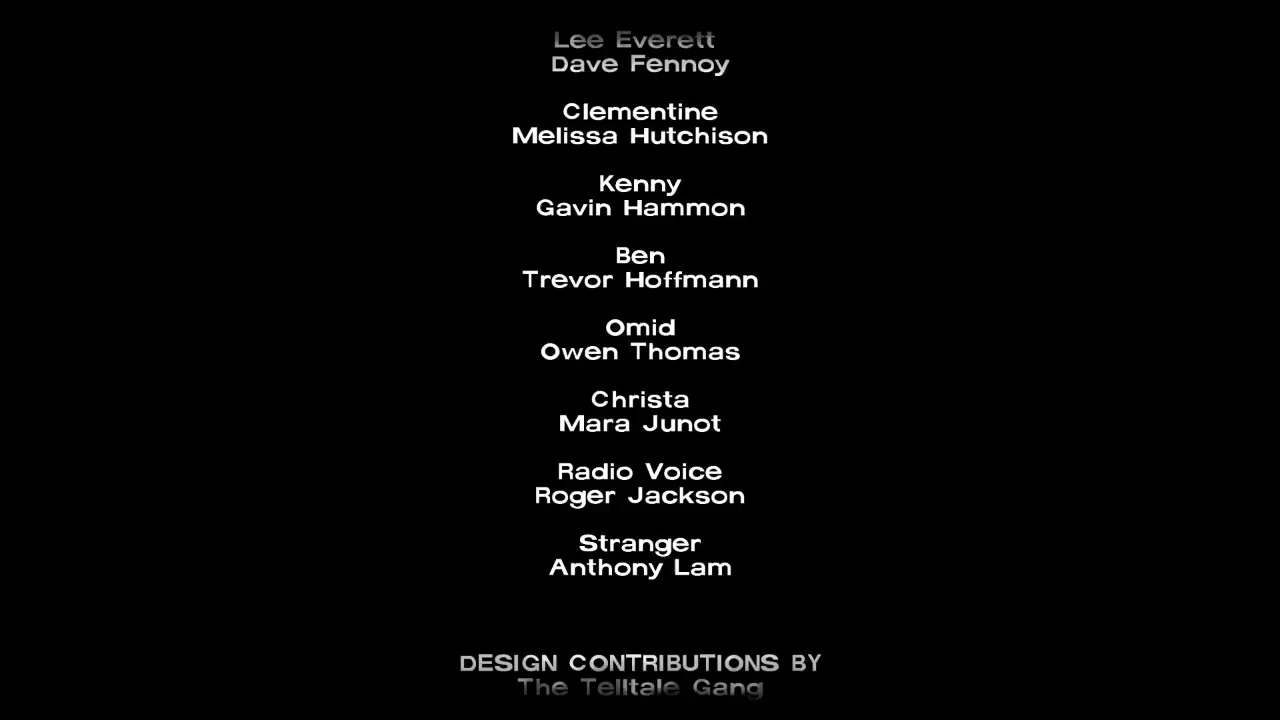 Lee Everett
Dave Fennoy
Clementine
Melissa Hutchison
Kenny
Gavin Hammon
Ben
Trevor Hoffmann
Omid
Owen Thomas
Christa
Mara Junot
Radio Voice
Roger Jackson
Stranger
Anthony Lam
DESIGN CONTRIBUTIONS BY
The Telltale Gang